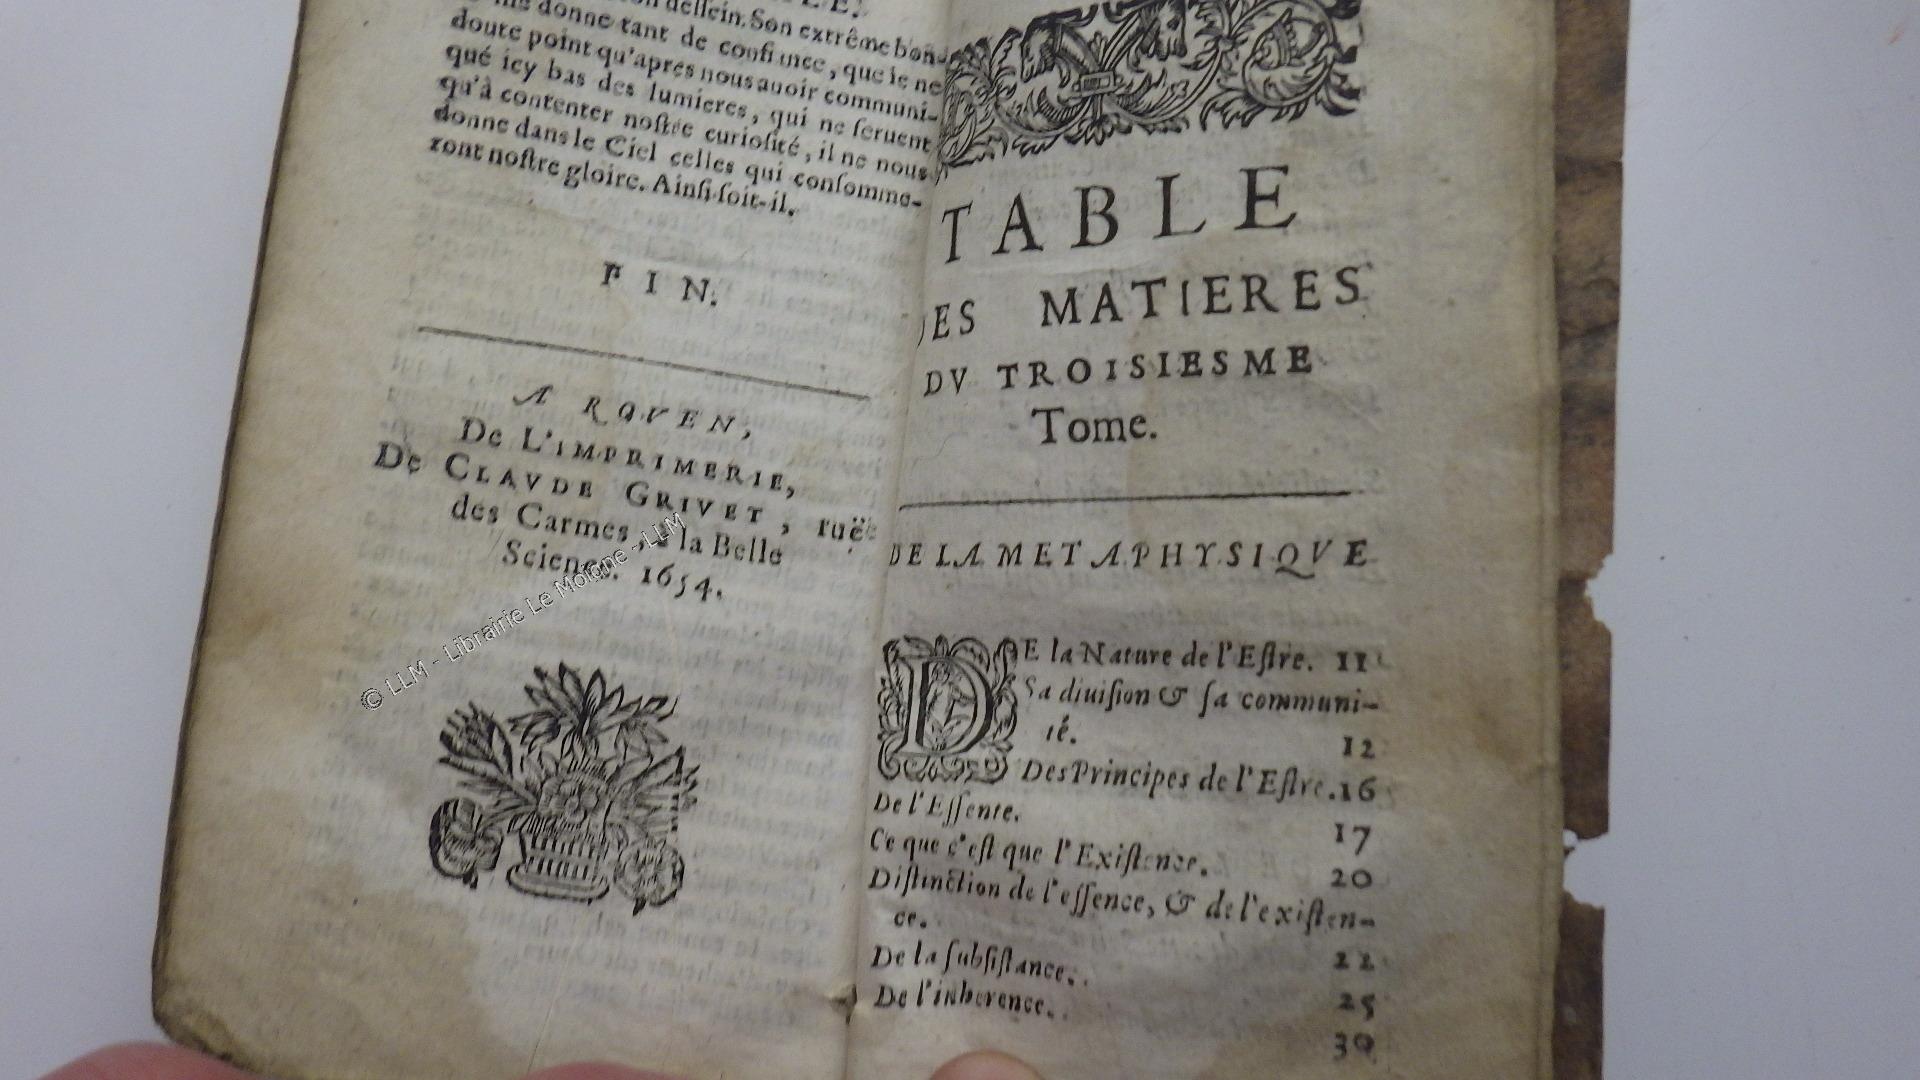 dessein. Son extrême bon-
donne tant de confiance, que ie ne
doute point qu'apres nous auoir communi-
qué icy bas des lumieres, qui ne seruent
qu'à contenter nostre curiosité, il ne nous
donne dans le Ciel celles qui consomme-
ront nostre gloire. Ainsi-soit-il.
FIN.
A ROVEN,
De L'IMPRIMERIE,
De CLAVDE GRIVET, ruë
des Carmes, à la Belle
Science. 1654.
© LLM - Librairie Le Moigne - LLM
TABLE
DES MATIERES
DV TROISIESME
Tome.
DE LA METAPHYSIQVE
DE la Nature de l'Estre. 11
Sa diuision & sa communi-
té. 12
Des Principes de l'Estre. 16
De l'Essence. 17
Ce que c'est que l'Existence. 20
Distinction de l'essence, & de l'existen-
ce. 22
De la subsistance. 25
De l'inherence. 30